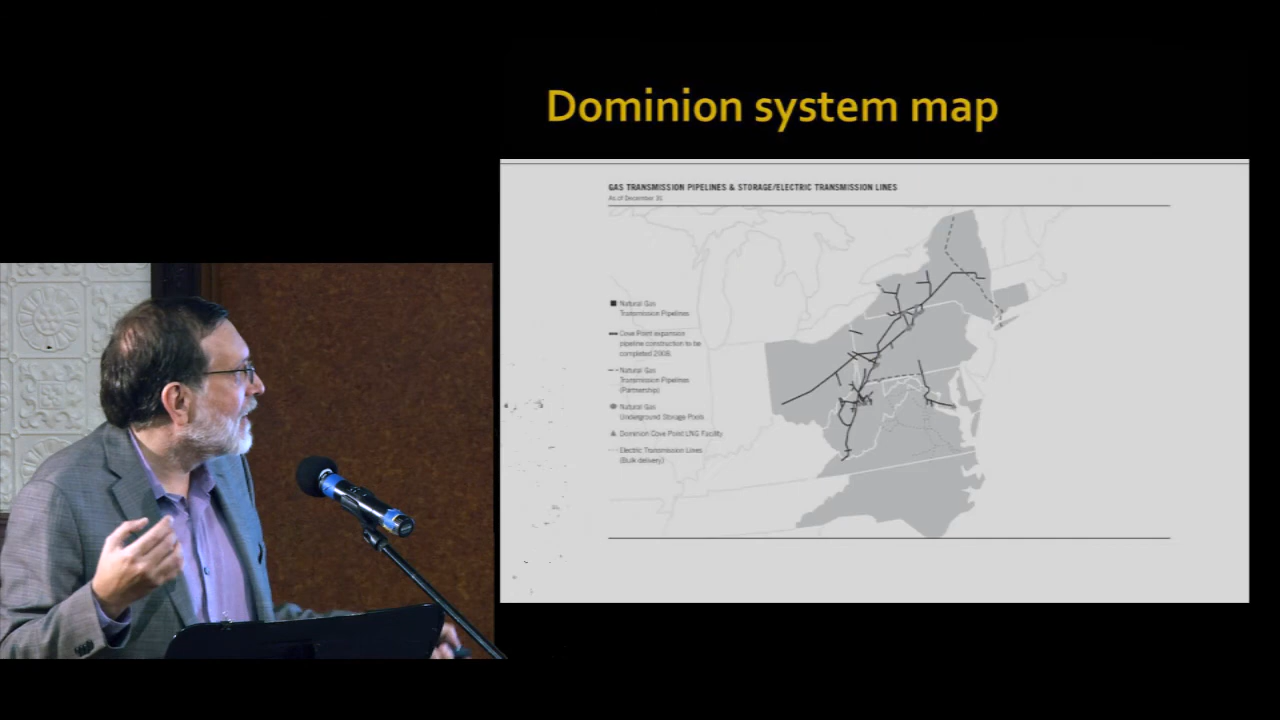 Dominion system map
GAS TRANSMISSION PIPELINES & STORAGE/ELECTRIC TRANSMISSION LINES
As of December 31
Natural Gas
Transmission Pipelines
Cove Point expansion
pipeline construction to be
completed 2008.
Natural Gas
Transmission Pipelines
(Partnership)
Natural Gas
Underground Storage Pools
Dominion Cove Point LNG Facility
Electric Transmission Lines
(Bulk delivery)